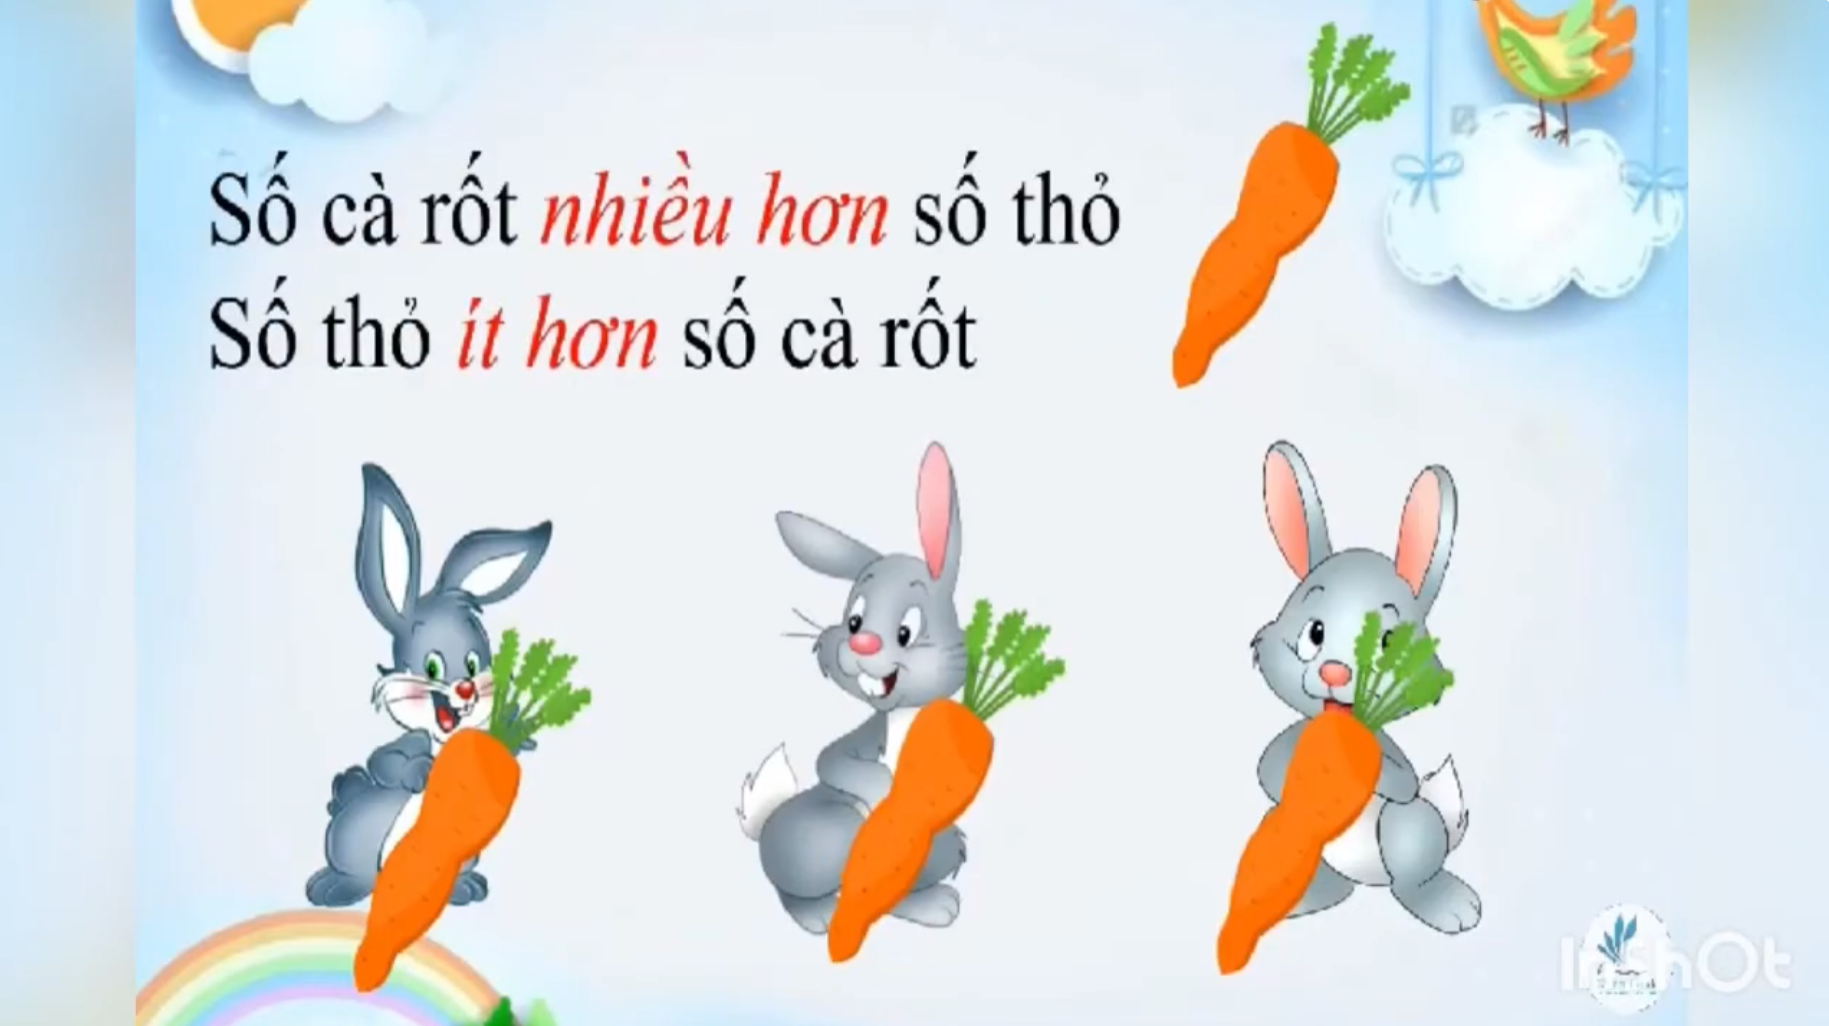 Số cà rốt nhiều hơn số thỏ
Số thỏ ít hơn số cà rốt
InshOt